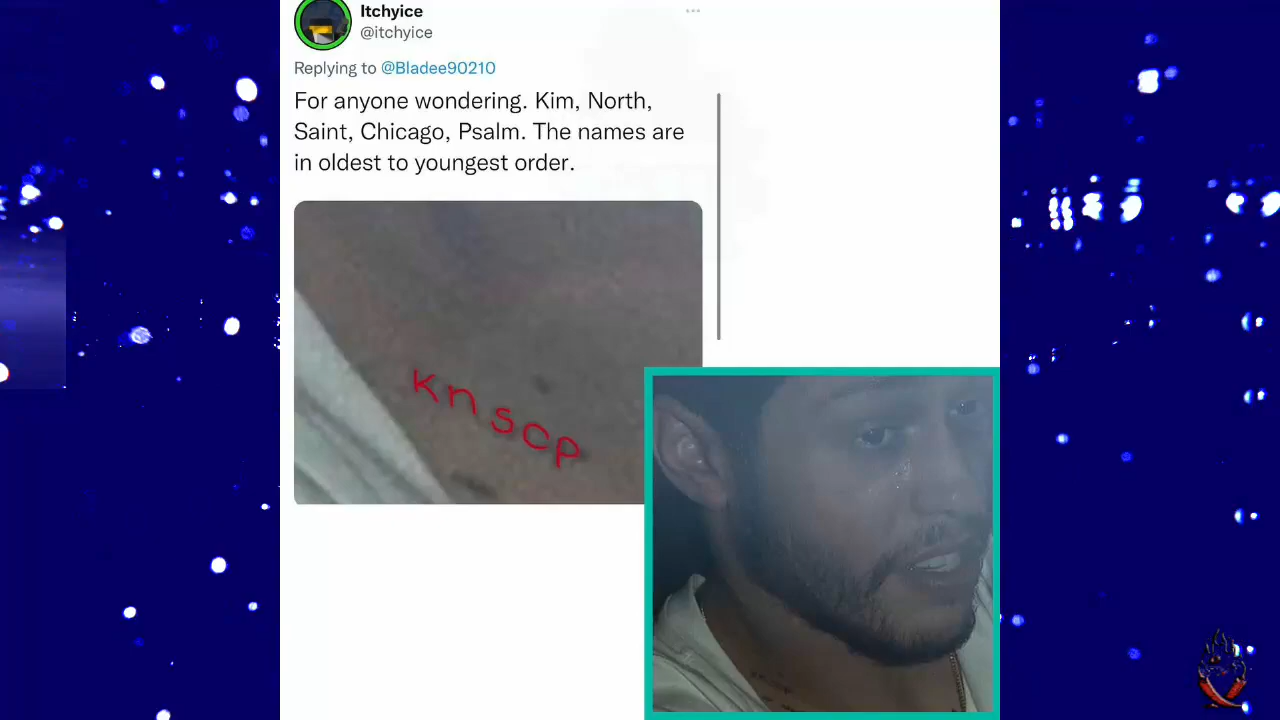 Itchyice
@itchyice
Replying to @Bladee90210
For anyone wondering. Kim, North,
Saint, Chicago, Psalm. The names are
in oldest to youngest order.
K n s c p